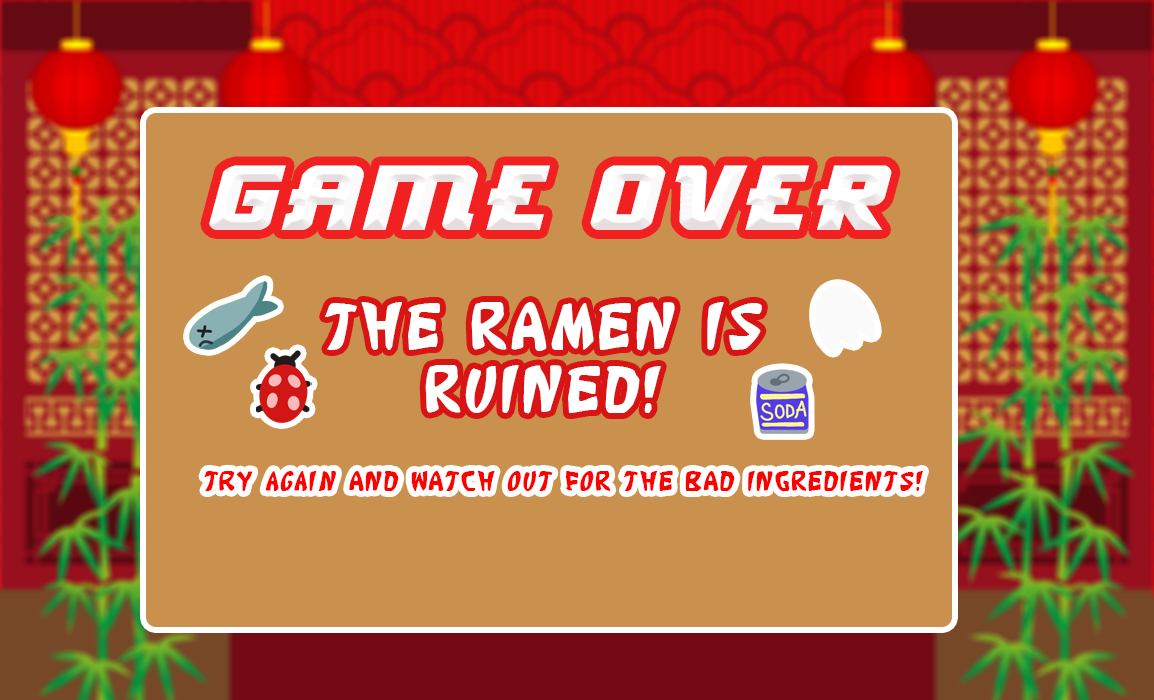 GAME OVER
THE RAMEN IS
RUINED!
TRY AGAIN AND WATCH OUT FOR THE BAD INGREDIENTS!
SODA